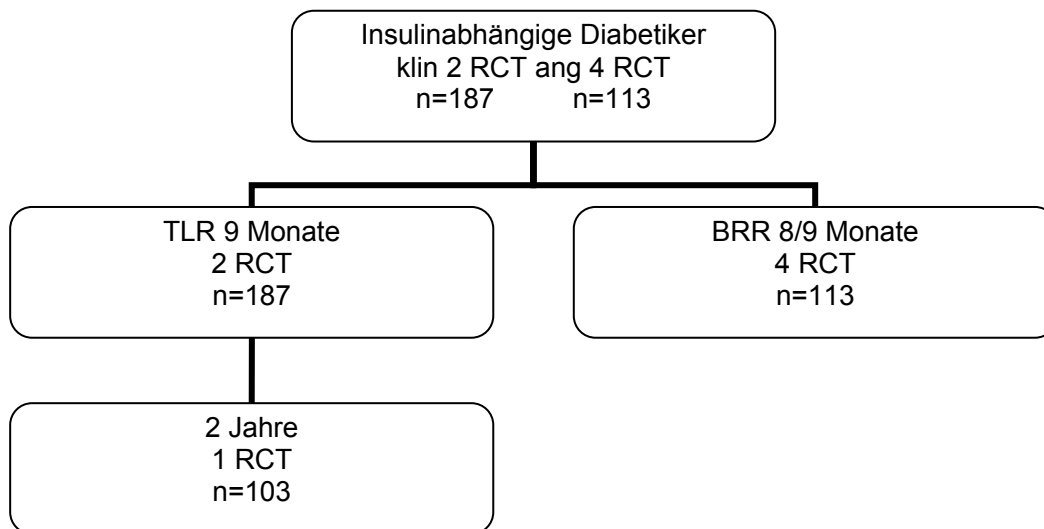 Insulinabhängige Diabetiker
klin 2 RCT ang 4 RCT
n=187 n=113
TLR 9 Monate
2 RCT
n=187
BRR 8/9 Monate
4 RCT
n=113
2 Jahre
1 RCT
n=103